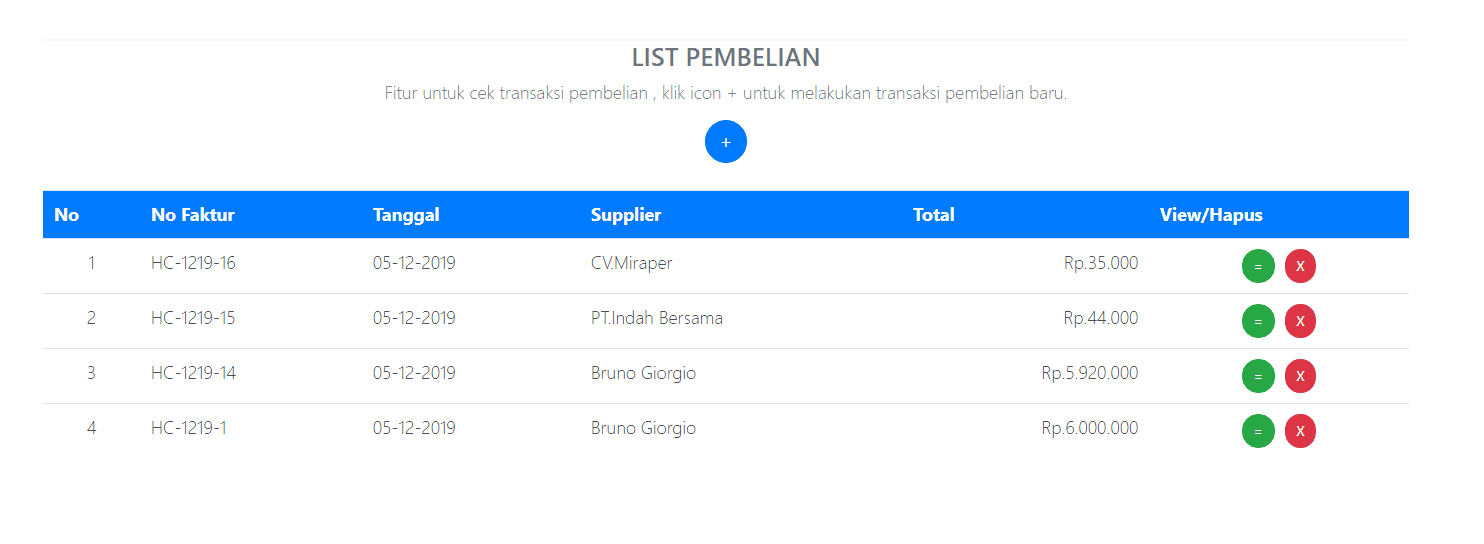 LIST PEMBELIAN
Fitur untuk cek transaksi pembelian , klik icon + untuk melakukan transaksi pembelian baru.
+
No No Faktur Tanggal Supplier Total View/Hapus
1 HC-1219-16 05-12-2019 CV.Miraper Rp.35.000 = X
2 HC-1219-15 05-12-2019 PT.Indah Bersama Rp.44.000 = X
3 HC-1219-14 05-12-2019 Bruno Giorgio Rp.5.920.000 = X
4 HC-1219-1 05-12-2019 Bruno Giorgio Rp.6.000.000 = X